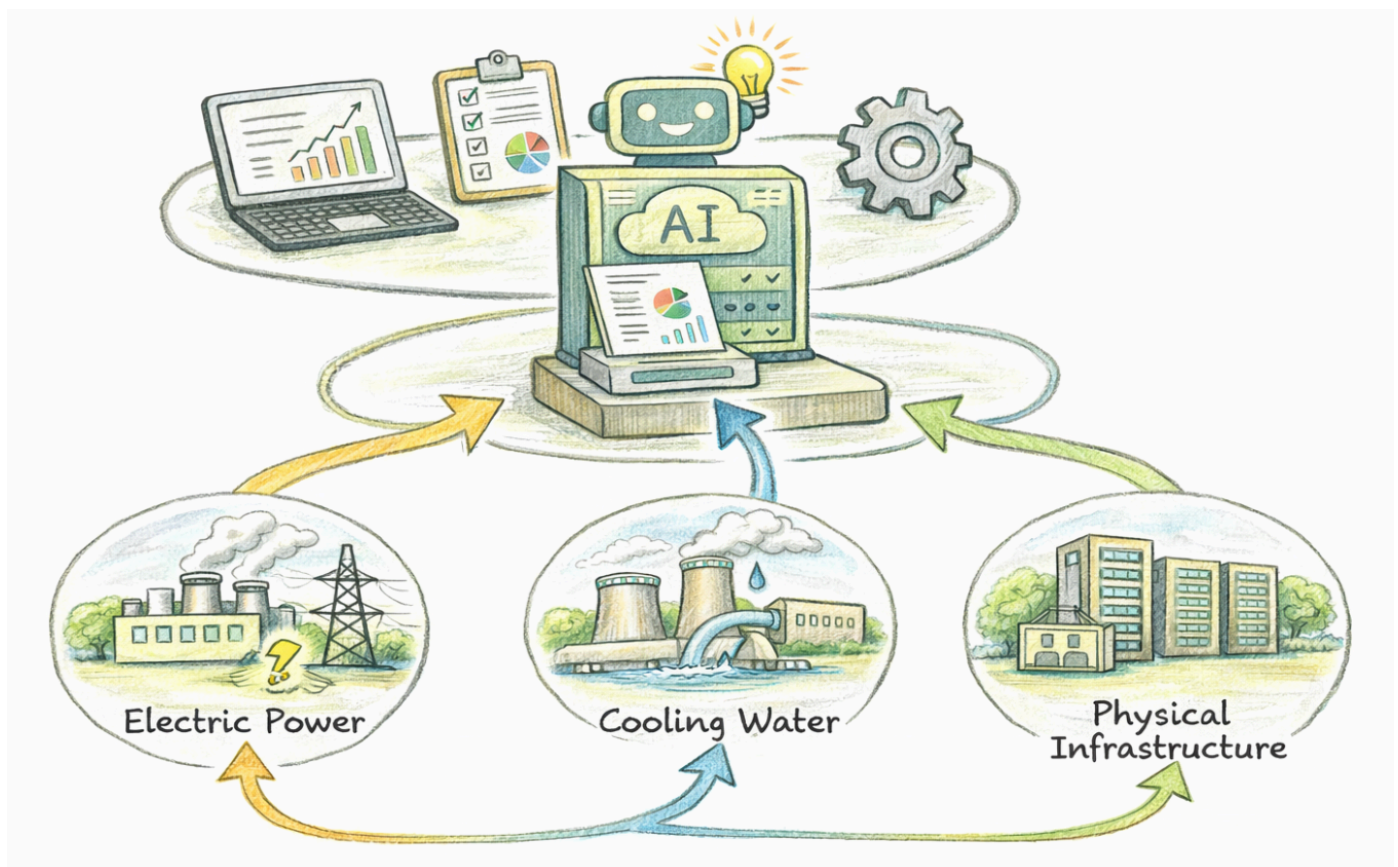 AI
Electric Power
Cooling Water
Physical
Infrastructure